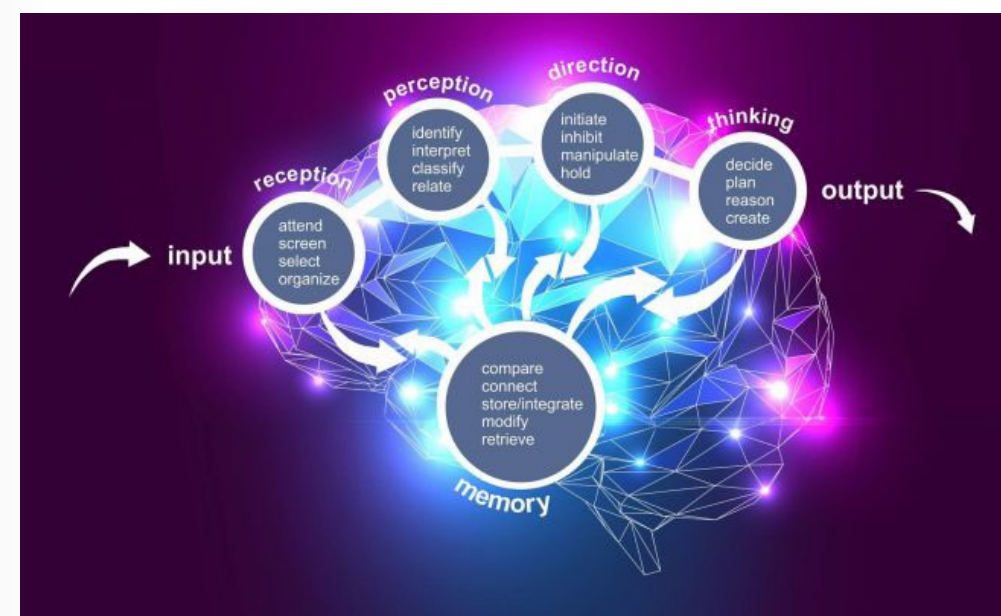 input
reception
attend
screen
select
organize
perception
identify
interpret
classify
relate
direction
initiate
inhibit
manipulate
hold
thinking
decide
plan
reason
create
output
compare
connect
store/integrate
modify
retrieve
memory